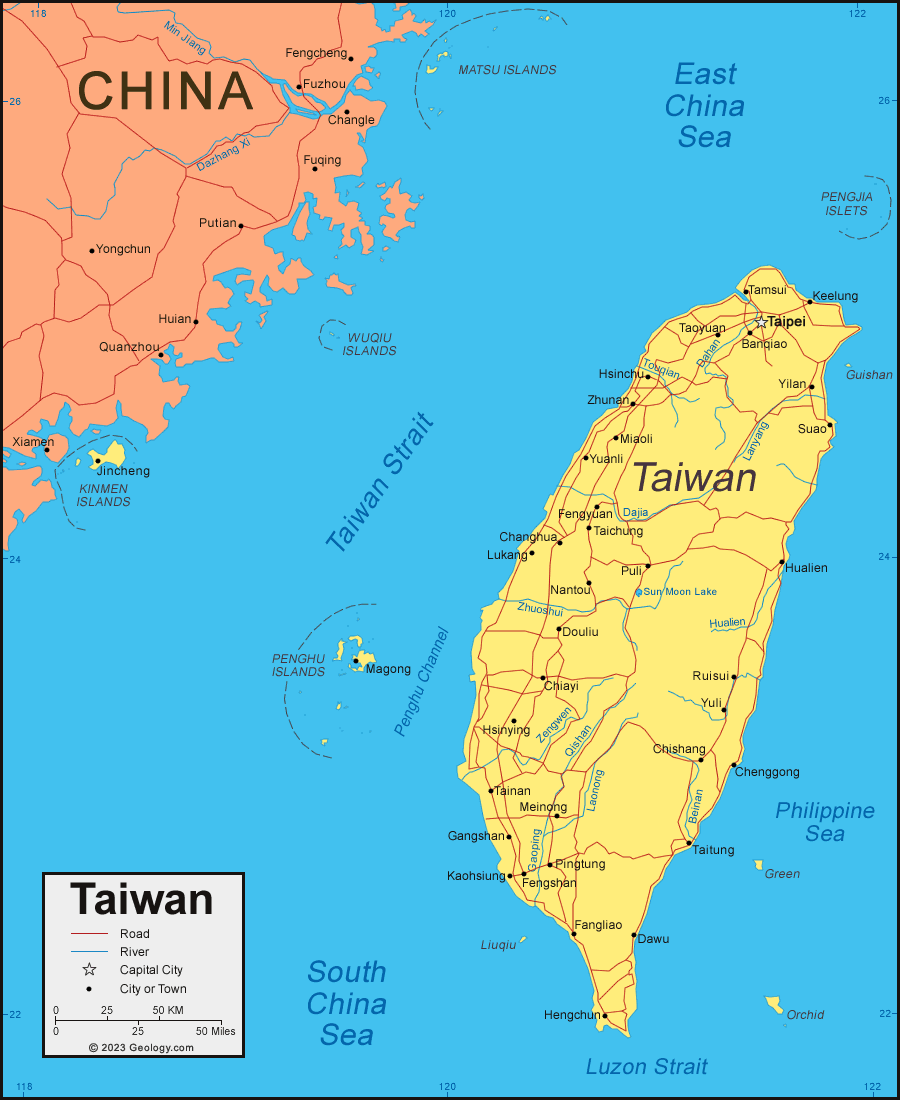 118
120
122
Min Jiang
Fengcheng
MATSU ISLANDS
East
China
Sea
CHINA
Fuzhou
26
26
Changle
Dazhang Xi
Fuqing
PENGJIA
ISLETS
Putian
Yongchun
Tamsui
Keelung
Huian
Taipei
Taoyuan
WUQIU
ISLANDS
Quanzhou
Banqiao
Dahan
Touqian
Hsinchu
Guishan
Yilan
Zhunan
Suao
Xiamen
Miaoli
Lanyang
Yuanli
Jincheng
Taiwan
KINMEN
ISLANDS
Taiwan Strait
Fengyuan
Dajia
Taichung
Changhua
Lukang
24
24
Puli
Hualien
Nantou
Sun Moon Lake
Zhuoshui
Hualien
Douliu
PENGHU
ISLANDS
Magong
Penghu Channel
Ruisui
Chiayi
Yuli
Hsinying
Zengwen
Qishan
Chishang
Chenggong
Laonong
Tainan
Meinong
Beinan
Philippine
Sea
Gangshan
Gaoping
Taitung
Pingtung
Kaohsiung
Fengshan
Green
Taiwan
Road
River
Capital City
City or Town
0 25 50 KM
0 25 50 Miles
© 2023 Geology.com
Fangliao
Liuqiu
Dawu
South
China
Sea
Hengchun
Orchid
22
22
Luzon Strait
118
120
122